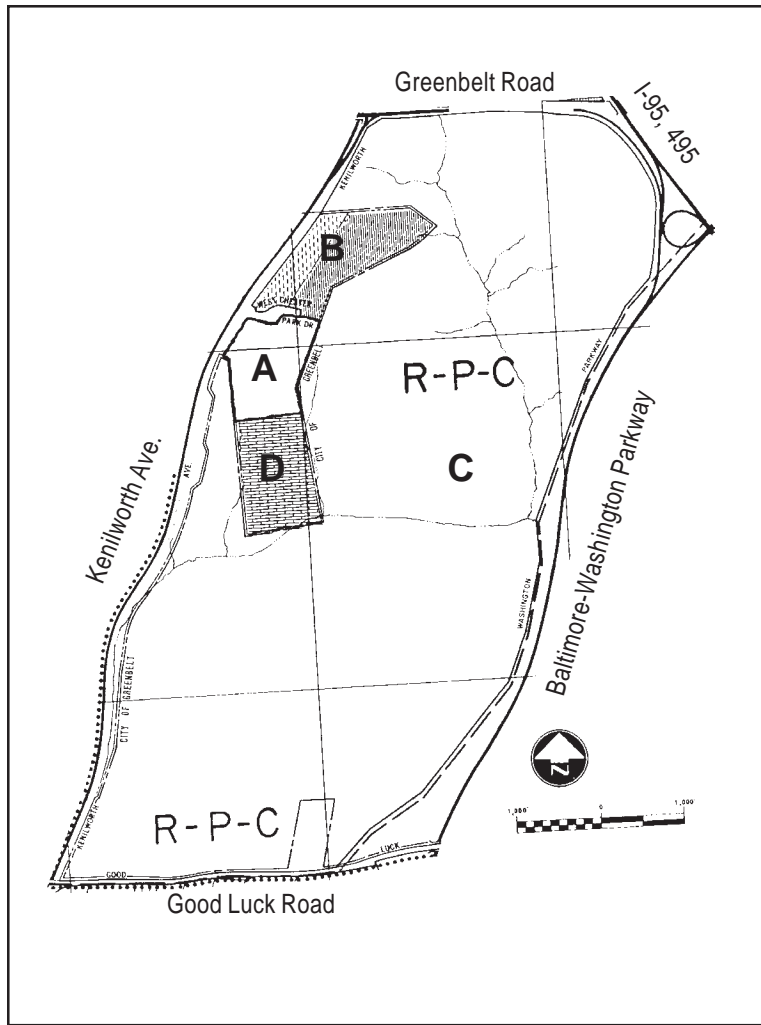 Greenbelt Road
I-95, 495
KENILWORTH
B
WEST CHESTER
PARK DR.
A
GREENBELT
R-P-C
PARKWAY
CITY OF
D
C
AVE.
Kenilworth Ave.
Baltimore-Washington Parkway
WASHINGTON
CITY OF GREENBELT
N
1,000'
0
1,000'
R-P-C
KENILWORTH
GOOD
LUCK
Good Luck Road